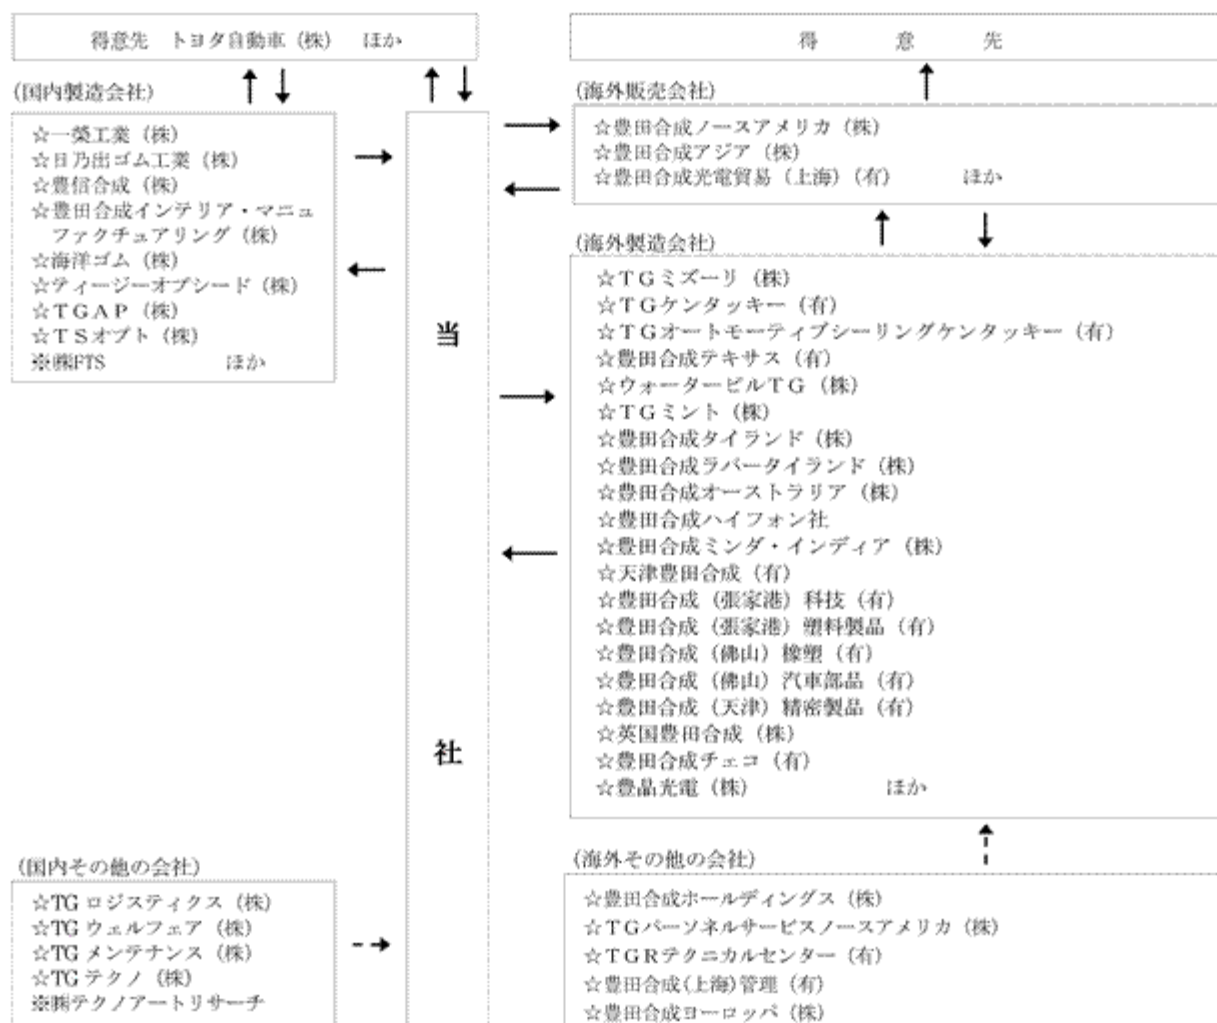 得意先 トヨタ自動車(株) ほか
(国内製造会社)
☆一榮工業(株)
☆日乃出ゴム工業(株)
☆豊信合成(株)
☆豊田合成インテリア・マニュ
ファクチュアリング(株)
☆海洋ゴム(株)
☆ティージーオプシード(株)
☆TGAP(株)
☆TSオプト(株)
※㈱FTS ほか
当
社
(国内その他の会社)
☆TG ロジスティクス(株)
☆TG ウェルフェア(株)
☆TG メンテナンス(株)
☆TG テクノ(株)
※㈱テクノアートリサーチ
得 意 先
(海外販売会社)
☆豊田合成ノースアメリカ(株)
☆豊田合成アジア(株)
☆豊田合成光電貿易(上海)(有) ほか
(海外製造会社)
☆TGミズーリ(株)
☆TGケンタッキー(有)
☆TGオートモーティブシーリングケンタッキー(有)
☆豊田合成テキサス(有)
☆ウォータービルTG(株)
☆TGミント(株)
☆豊田合成タイランド(株)
☆豊田合成ラバータイランド(株)
☆豊田合成オーストラリア(株)
☆豊田合成ハイフォン社
☆豊田合成ミンダ・インディア(株)
☆天津豊田合成(有)
☆豊田合成(張家港)科技(有)
☆豊田合成(張家港)塑料製品(有)
☆豊田合成(佛山)橡塑(有)
☆豊田合成(佛山)汽車部品(有)
☆豊田合成(天津)精密製品(有)
☆英国豊田合成(株)
☆豊田合成チェコ(有)
☆豊晶光電(株) ほか
(海外その他の会社)
☆豊田合成ホールディングス(株)
☆TGパーソネルサービスノースアメリカ(株)
☆TGRテクニカルセンター(有)
☆豊田合成(上海)管理(有)
☆豊田合成ヨーロッパ(株)